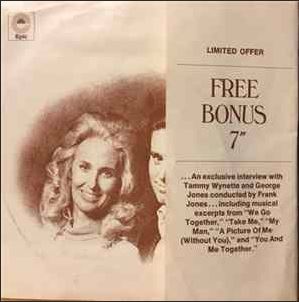 Epic
LIMITED OFFER
FREE
BONUS
7"
...An exclusive interview with
Tammy Wynette and George
Jones conducted by Frank
Jones...including musical
excerpts from "We Go
Together," "Take Me," "My
Man," "A Picture Of Me
(Without You)," and "You And
Me Together."